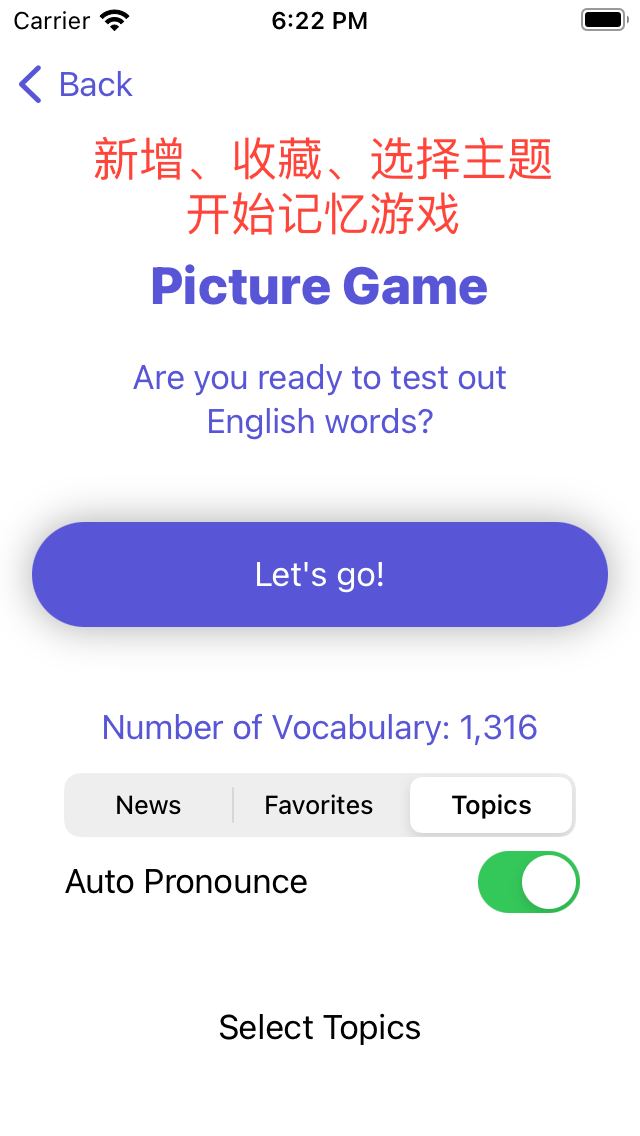 Carrier 6:22 PM
Back
新增、收藏、选择主题
开始记忆游戏
Picture Game
Are you ready to test out
English words?
Let's go!
Number of Vocabulary: 1,316
News Favorites Topics
Auto Pronounce
Select Topics